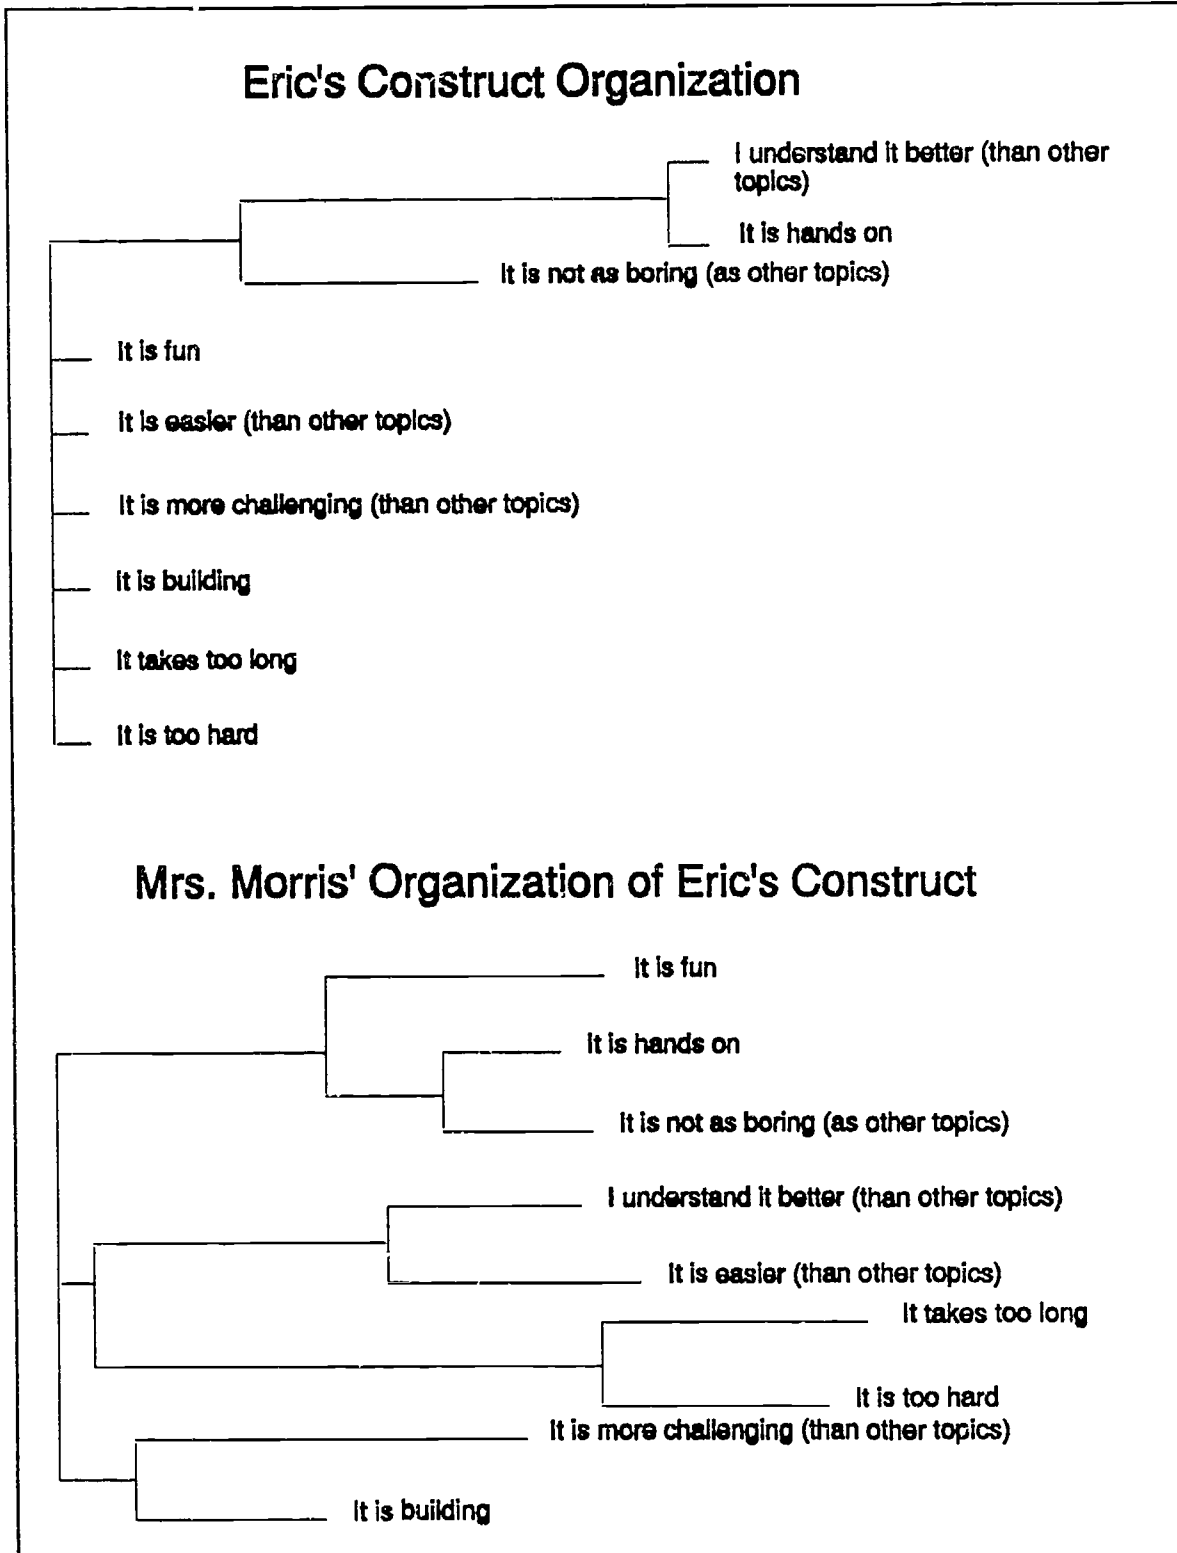 Eric's Construct Organization
I understand it better (than other
topics)
It is hands on
It is not as boring (as other topics)
It is fun
It is easier (than other topics)
It is more challenging (than other topics)
It is building
It takes too long
It is too hard
Mrs. Morris' Organization of Eric's Construct
It is fun
It is hands on
It is not as boring (as other topics)
I understand it better (than other topics)
It is easier (than other topics)
It takes too long
It is too hard
It is more challenging (than other topics)
It is building